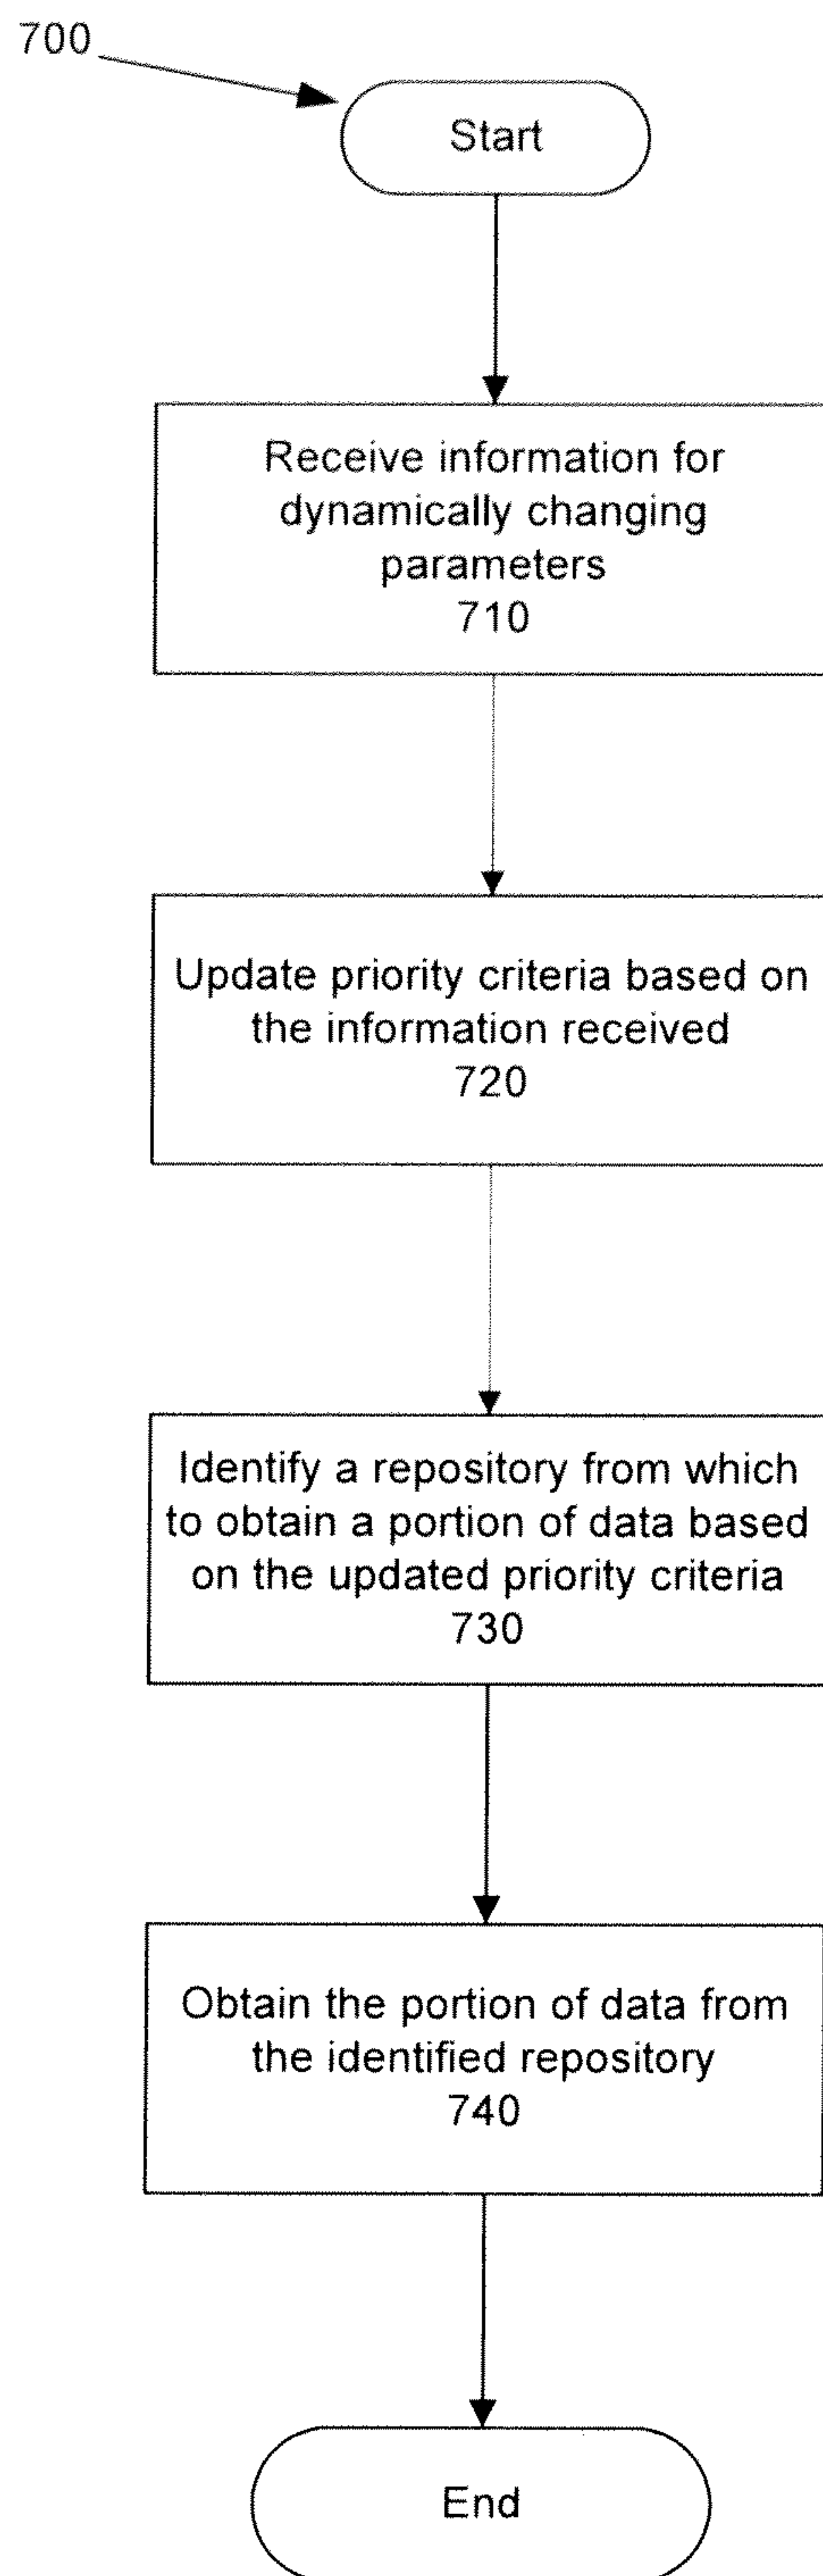 700
Start
Receive information for
dynamically changing
parameters
710
Update priority criteria based on
the information received
720
Identify a repository from which
to obtain a portion of data based
on the updated priority criteria
730
Obtain the portion of data from
the identified repository
740
End